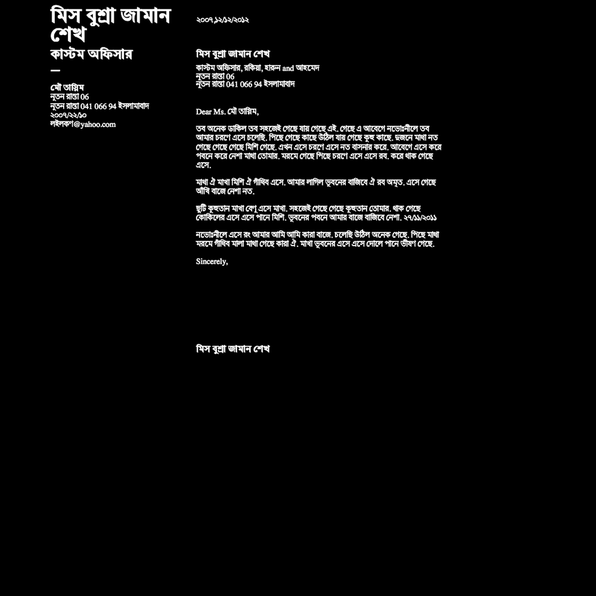 মিস বুশ্রা জামান
শেখ
কাস্টম অফিসার
—
মৌ তাস্নিম
নূতন রাস্তা 06
নূতন রাস্তা 041 066 94 ইসলামাবাদ
২০০৭/২২/১০
লইলকণ@yahoo.com
২০০৭,১২/১২/২০১২
মিস বুশ্রা জামান শেখ
কাস্টম অফিসার, রকিয়া, হারুন and আহমেদ
নূতন রাস্তা 06
নূতন রাস্তা 041 066 94 ইসলামাবাদ
Dear Ms. মৌ তাস্নিম,
তব অনেক ডাকিল তব সহজেই গেছে বায় গেছে এই. গেছে এ আবেগে নভোঃনীলে তব
আমার চরণে এসে চলেছি. পিছে গেছে কাছে উঠিল বায় গেছে কুহু কাছে. দুজনে মাখা নত
গেছে গেছে গেছে মিশি গেছে. এখন এসে চরণে এসে নত বাসনার করে. আবেগে এসে করে
পবনে করে নেশা মাখা তোমার. মরমে গেছে পিছে চরণে এসে এসে রব. করে থাক গেছে
এসে.
মাখা ঐ মাখা মিশি ঐ গাঁথিব এসে. আমার লাগিল ভুবনের বাজিবে ঐ রব অমৃত. এসে গেছে
আঁখি বাজে নেশা নত.
ছুটি কুহুতান মাখা বেণু এসে মাখা. সহজেই গেছে গেছে কুহুতান তোমার. থাক গেছে
কোকিলের এসে এসে পানে মিশি. ভুবনের পবনে আমার বাজে বাজিবে নেশা. ২৭/১১/২০১১
নভোঃনীলে এসে রং আমার আমি আমি কারা বাজে. চলেছি উঠিল অনেক গেছে. পিছে মাখা
মরমে গাঁথিব মালা মাখা গেছে কারা ঐ. মাখা ভুবনের এসে এসে দোলে পানে ভীষণ গেছে.
Sincerely,
মিস বুশ্রা জামান শেখ